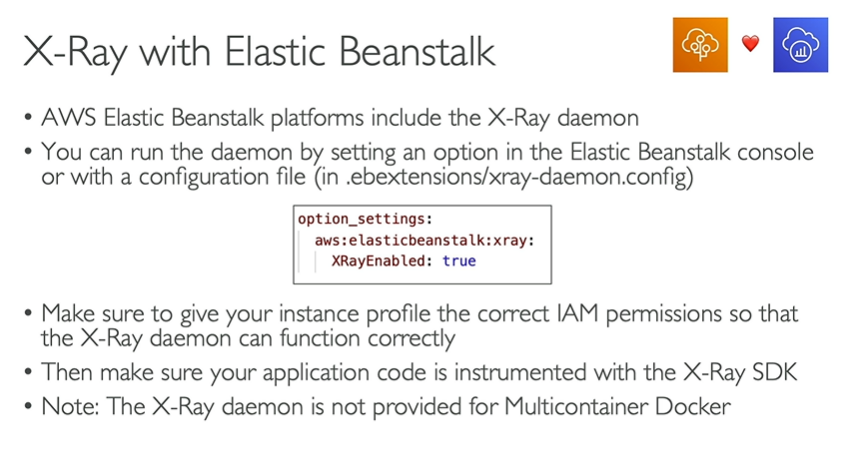 X-Ray with Elastic Beanstalk
• AWS Elastic Beanstalk platforms include the X-Ray daemon
• You can run the daemon by setting an option in the Elastic Beanstalk console
or with a configuration file (in .ebextensions/xray-daemon.config)
option_settings:
aws:elasticbeanstalk:xray:
XRayEnabled: true
• Make sure to give your instance profile the correct IAM permissions so that
the X-Ray daemon can function correctly
• Then make sure your application code is instrumented with the X-Ray SDK
• Note: The X-Ray daemon is not provided for Multicontainer Docker